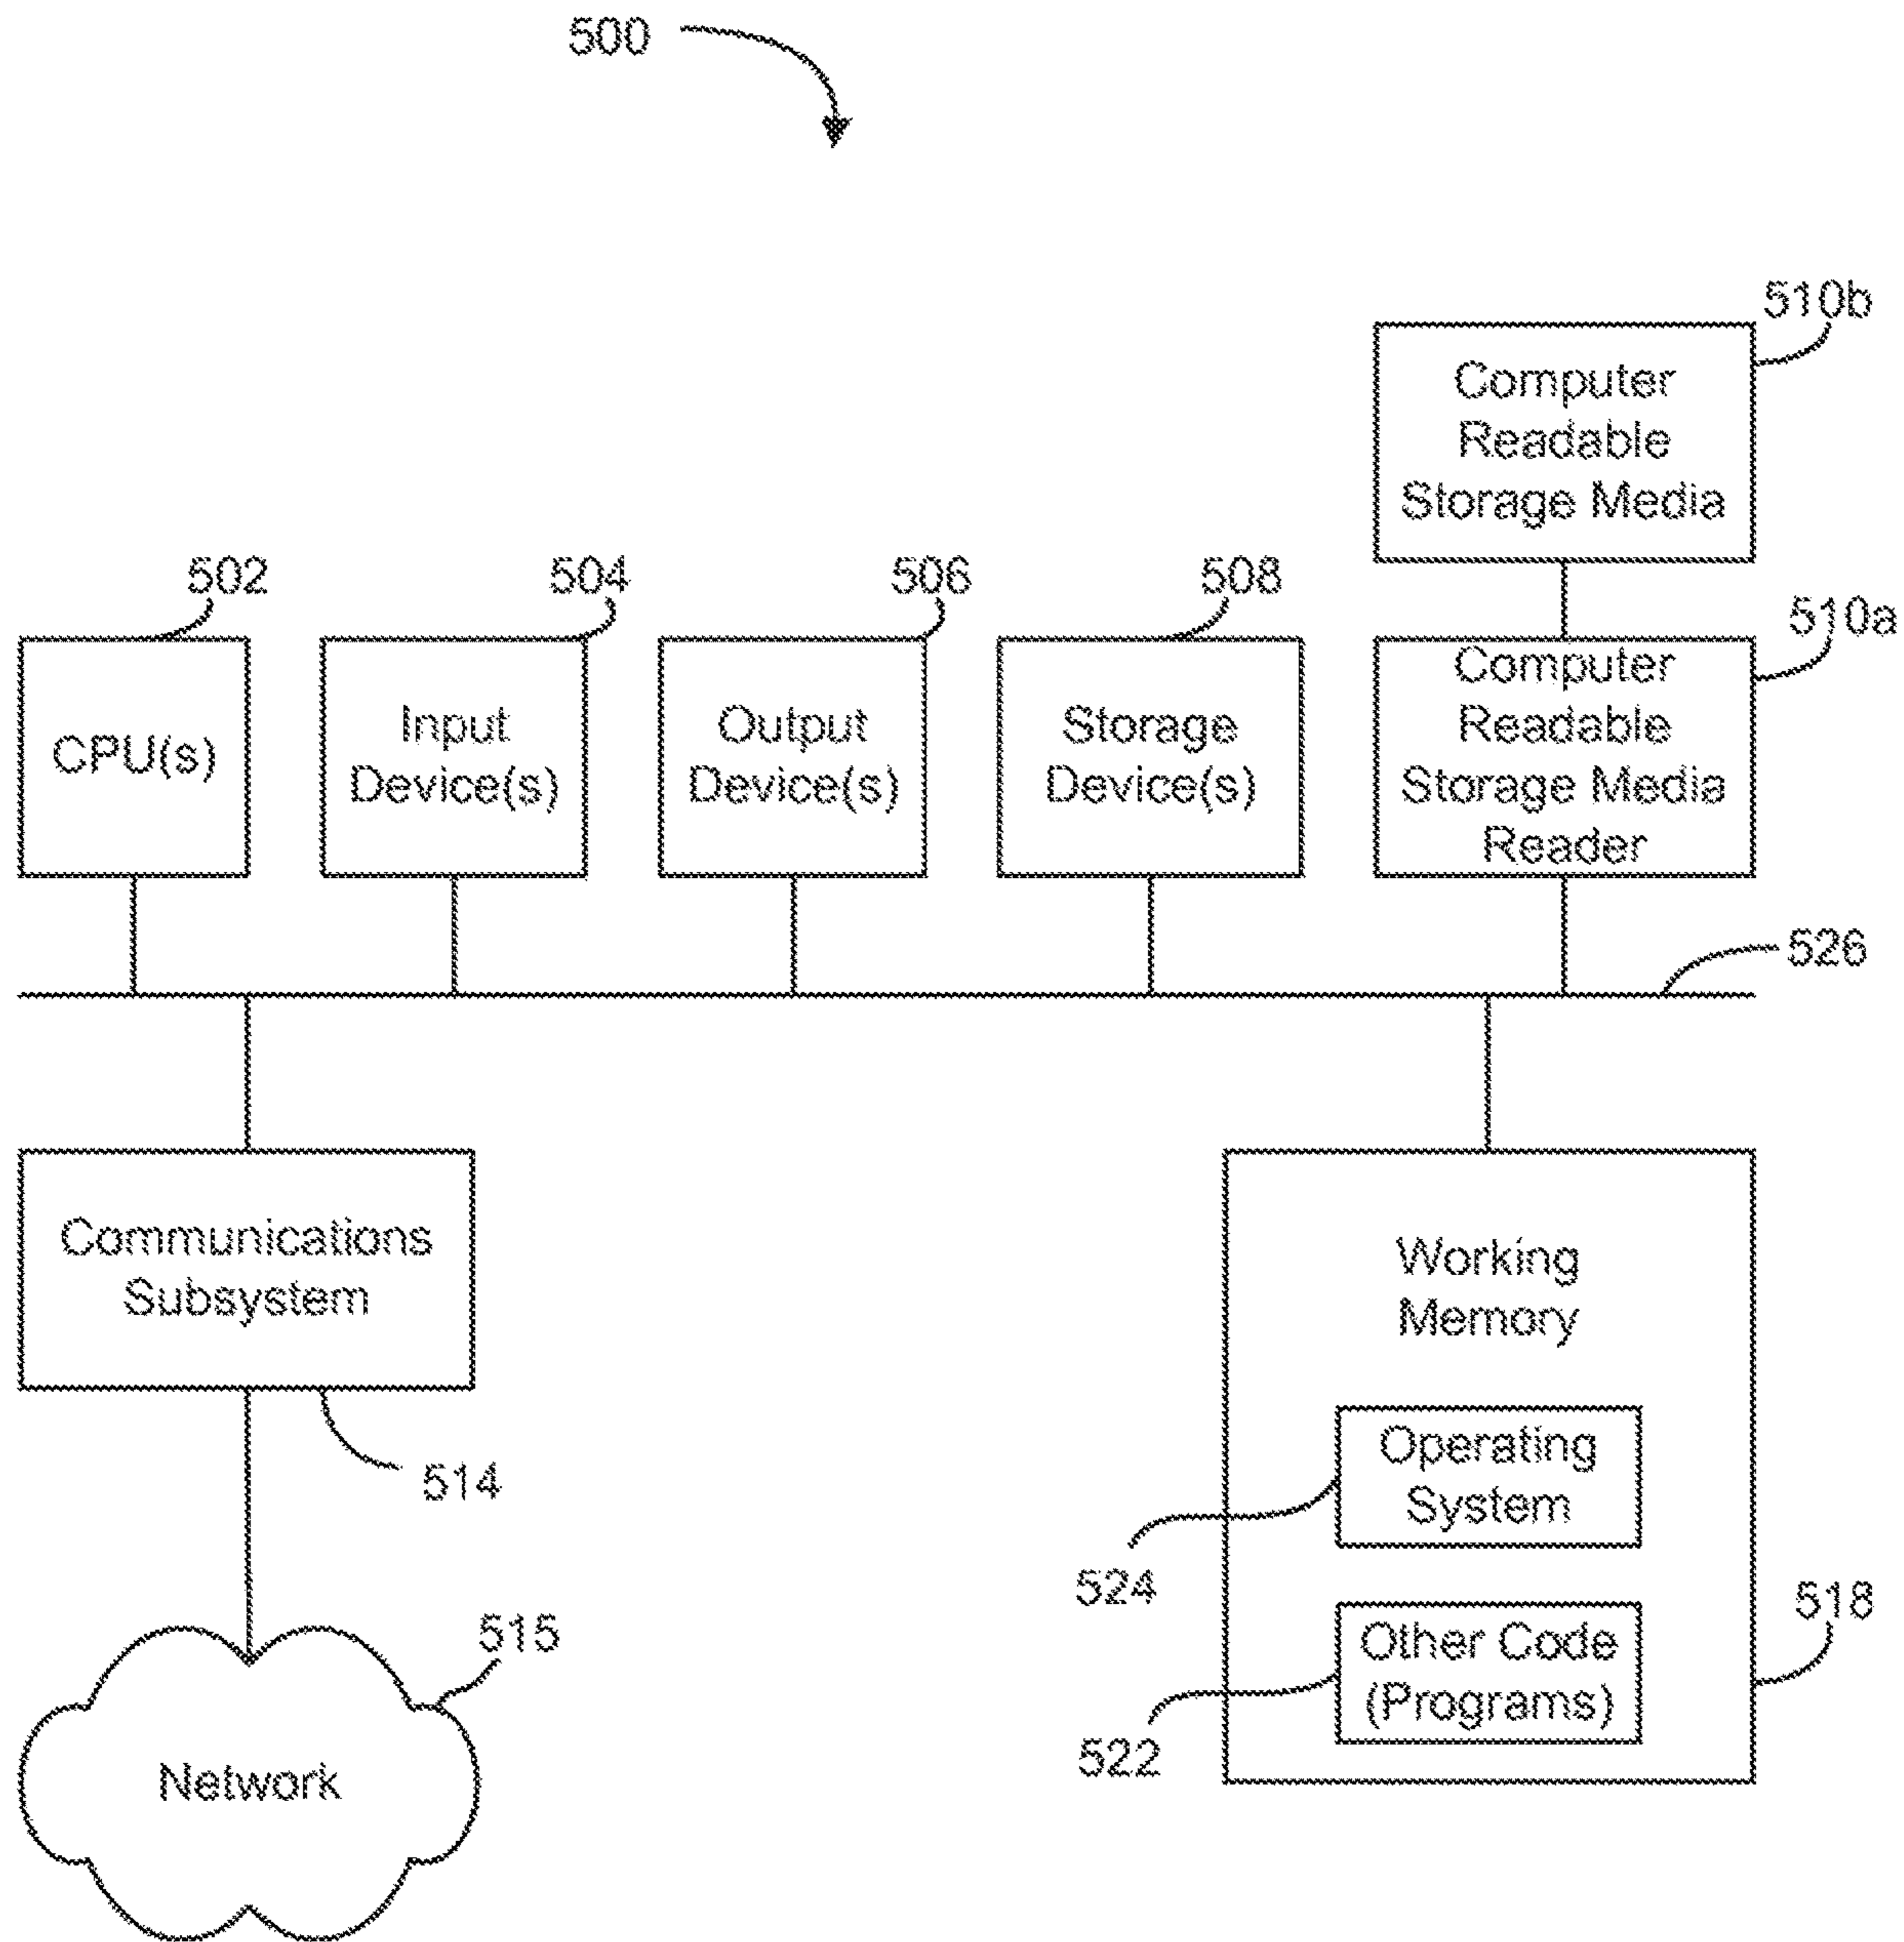 500
510b
Computer
Readable
Storage Media
502
504
506
508
510a
CPU(s)
Input
Device(s)
Output
Device(s)
Storage
Device(s)
Computer
Readable
Storage Media
Reader
526
Communications
Subsystem
514
Working
Memory
Operating
System
524
518
Other Code
(Programs)
522
515
Network